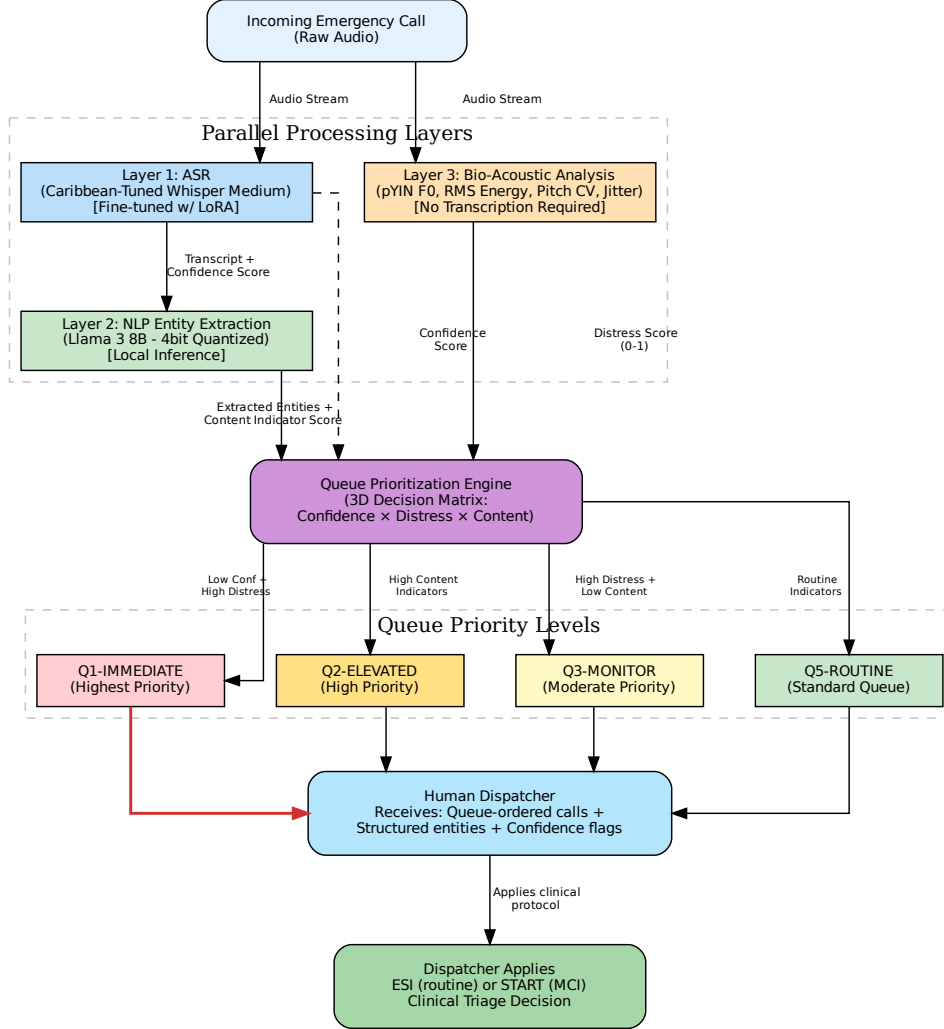 Incoming Emergency Call
(Raw Audio)
Audio Stream
Audio Stream
Parallel Processing Layers
Layer 1: ASR
(Caribbean-Tuned Whisper Medium)
[Fine-tuned w/ LoRA]
Layer 3: Bio-Acoustic Analysis
(pYIN F0, RMS Energy, Pitch CV, Jitter)
[No Transcription Required]
Transcript +
Confidence Score
Layer 2: NLP Entity Extraction
(Llama 3 8B - 4bit Quantized)
[Local Inference]
Confidence
Score
Distress Score
(0-1)
Extracted Entities +
Content Indicator Score
Queue Prioritization Engine
(3D Decision Matrix:
Confidence × Distress × Content)
Low Conf +
High Distress
High Content
Indicators
High Distress +
Low Content
Routine
Indicators
Queue Priority Levels
Q1-IMMEDIATE
(Highest Priority)
Q2-ELEVATED
(High Priority)
Q3-MONITOR
(Moderate Priority)
Q5-ROUTINE
(Standard Queue)
Human Dispatcher
Receives: Queue-ordered calls +
Structured entities + Confidence flags
Applies clinical
protocol
Dispatcher Applies
ESI (routine) or START (MCI)
Clinical Triage Decision